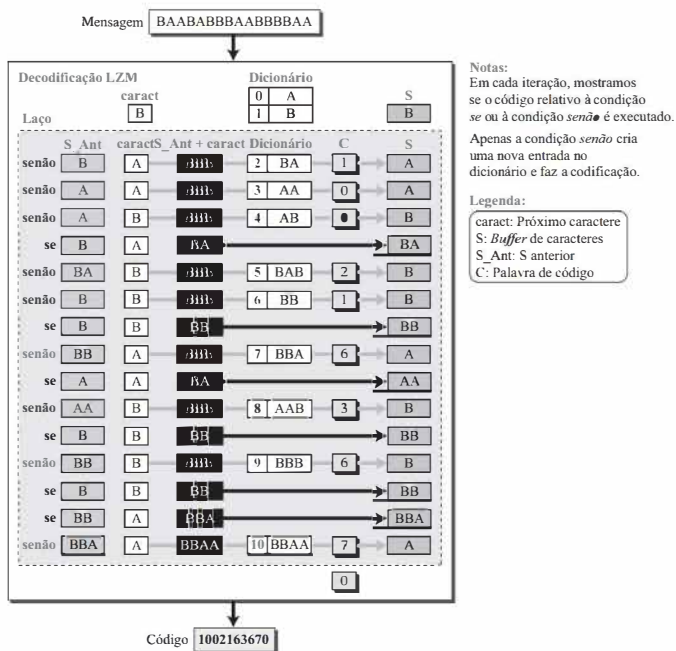 Mensagem BAABABBBAABBBBAA
Decodificação LZM
Dicionário
caract
S
0 A
Laço
B
1 B
B
S_Ant caract S_Ant + caract Dicionário C S
senão B A 2 BA 1 A
senão A A 3 AA 0 A
senão A B 4 AB B
se B A BA BA
senão BA B 5 BAB 2 B
senão B B 6 BB 1 B
se B B BB BB
senão BB A 7 BBA 6 A
se A A AA
senão AA B 8 AAB 3 B
se B B BB BB
senão BB B 9 BBB 6 B
se B B BB BB
se BB A BBA BBA
senão BBA A BBAA 10 BBAA 7 A
0
Código 1002163670
Notas:
Em cada iteração, mostramos
se o código relativo à condição
se ou à condição senão é executado.
Apenas a condição senão cria
uma nova entrada no
dicionário e faz a codificação.
Legenda:
caract: Próximo caractere
S: Buffer de caracteres
S_Ant: S anterior
C: Palavra de código